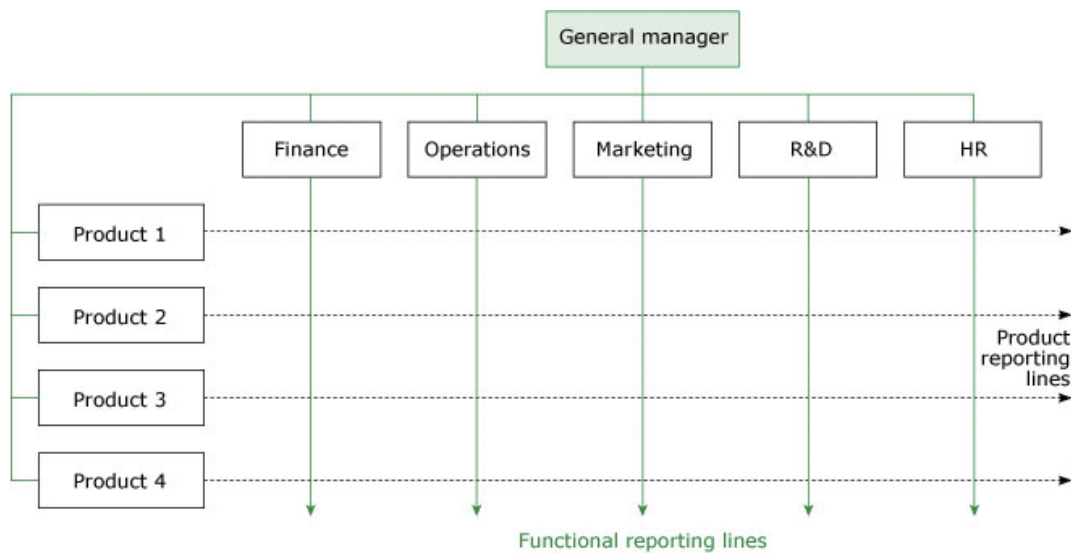 General manager
Finance
Operations
Marketing
R&D
HR
Product 1
Product 2
Product
reporting
lines
Product 3
Product 4
Functional reporting lines